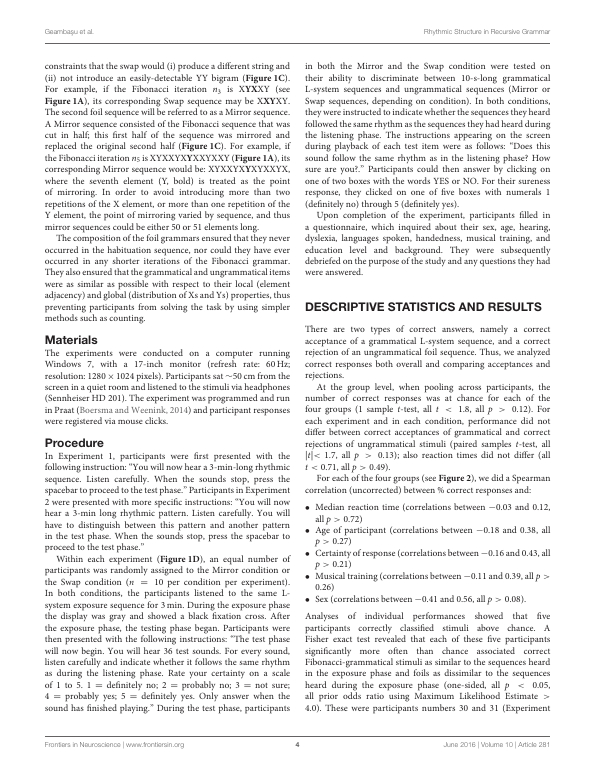 Geambaşu et al.
Rhythmic Structure in Recursive Grammar
constraints that the swap would (i) produce a different string and
(ii) not introduce an easily-detectable YY bigram (Figure 1C).
For example, if the Fibonacci iteration n3 is XYXXY (see
Figure 1A), its corresponding Swap sequence may be XXYXY.
The second foil sequence will be referred to as a Mirror sequence.
A Mirror sequence consisted of the Fibonacci sequence that was
cut in half; this first half of the sequence was mirrored and
replaced the original second half (Figure 1C). For example, if
the Fibonacci iteration n5 is XYXXYXYXXYXXY (Figure 1A), its
corresponding Mirror sequence would be: XYXXYXYXYXXYX,
where the seventh element (Y, bold) is treated as the point
of mirroring. In order to avoid introducing more than two
repetitions of the X element, or more than one repetition of the
Y element, the point of mirroring varied by sequence, and thus
mirror sequences could be either 50 or 51 elements long.
The composition of the foil grammars ensured that they never
occurred in the habituation sequence, nor could they have ever
occurred in any shorter iterations of the Fibonacci grammar.
They also ensured that the grammatical and ungrammatical items
were as similar as possible with respect to their local (element
adjacency) and global (distribution of Xs and Ys) properties, thus
preventing participants from solving the task by using simpler
methods such as counting.
Materials
The experiments were conducted on a computer running
Windows 7, with a 17-inch monitor (refresh rate: 60 Hz;
resolution: 1280 × 1024 pixels). Participants sat ~50 cm from the
screen in a quiet room and listened to the stimuli via headphones
(Sennheiser HD 201). The experiment was programmed and run
in Praat (Boersma and Weenink, 2014) and participant responses
were registered via mouse clicks.
Procedure
In Experiment 1, participants were first presented with the
following instruction: “You will now hear a 3-min-long rhythmic
sequence. Listen carefully. When the sounds stop, press the
spacebar to proceed to the test phase.” Participants in Experiment
2 were presented with more specific instructions: “You will now
hear a 3-min long rhythmic pattern. Listen carefully. You will
have to distinguish between this pattern and another pattern
in the test phase. When the sounds stop, press the spacebar to
proceed to the test phase.”
Within each experiment (Figure 1D), an equal number of
participants was randomly assigned to the Mirror condition or
the Swap condition (n = 10 per condition per experiment).
In both conditions, the participants listened to the same L-
system exposure sequence for 3 min. During the exposure phase
the display was gray and showed a black fixation cross. After
the exposure phase, the testing phase began. Participants were
then presented with the following instructions: “The test phase
will now begin. You will hear 36 test sounds. For every sound,
listen carefully and indicate whether it follows the same rhythm
as during the listening phase. Rate your certainty on a scale
of 1 to 5. 1 = definitely no; 2 = probably no; 3 = not sure;
4 = probably yes; 5 = definitely yes. Only answer when the
sound has finished playing.” During the test phase, participants
in both the Mirror and the Swap condition were tested on
their ability to discriminate between 10-s-long grammatical
L-system sequences and ungrammatical sequences (Mirror or
Swap sequences, depending on condition). In both conditions,
they were instructed to indicate whether the sequences they heard
followed the same rhythm as the sequences they had heard during
the listening phase. The instructions appearing on the screen
during playback of each test item were as follows: “Does this
sound follow the same rhythm as in the listening phase? How
sure are you?.” Participants could then answer by clicking on
one of two boxes with the words YES or NO. For their sureness
response, they clicked on one of five boxes with numerals 1
(definitely no) through 5 (definitely yes).
Upon completion of the experiment, participants filled in
a questionnaire, which inquired about their sex, age, hearing,
dyslexia, languages spoken, handedness, musical training, and
education level and background. They were subsequently
debriefed on the purpose of the study and any questions they had
were answered.
DESCRIPTIVE STATISTICS AND RESULTS
There are two types of correct answers, namely a correct
acceptance of a grammatical L-system sequence, and a correct
rejection of an ungrammatical foil sequence. Thus, we analyzed
correct responses both overall and comparing acceptances and
rejections.
At the group level, when pooling across participants, the
number of correct responses was at chance for each of the
four groups (1 sample t-test, all t < 1.8, all p > 0.12). For
each experiment and in each condition, performance did not
differ between correct acceptances of grammatical and correct
rejections of ungrammatical stimuli (paired samples t-test, all
|t|< 1.7, all p > 0.13); also reaction times did not differ (all
t < 0.71, all p > 0.49).
For each of the four groups (see Figure 2), we did a Spearman
correlation (uncorrected) between % correct responses and:
• Median reaction time (correlations between −0.03 and 0.12,
all p > 0.72)
• Age of participant (correlations between −0.18 and 0.38, all
p > 0.27)
• Certainty of response (correlations between −0.16 and 0.43, all
p > 0.21)
• Musical training (correlations between −0.11 and 0.39, all p >
0.26)
• Sex (correlations between −0.41 and 0.56, all p > 0.08).
Analyses of individual performances showed that five
participants correctly classified stimuli above chance. A
Fisher exact test revealed that each of these five participants
significantly more often than chance associated correct
Fibonacci-grammatical stimuli as similar to the sequences heard
in the exposure phase and foils as dissimilar to the sequences
heard during the exposure phase (one-sided, all p < 0.05,
all prior odds ratio using Maximum Likelihood Estimate >
4.0). These were participants numbers 30 and 31 (Experiment
Frontiers in Neuroscience | www.frontiersin.org
4
June 2016 | Volume 10 | Article 281